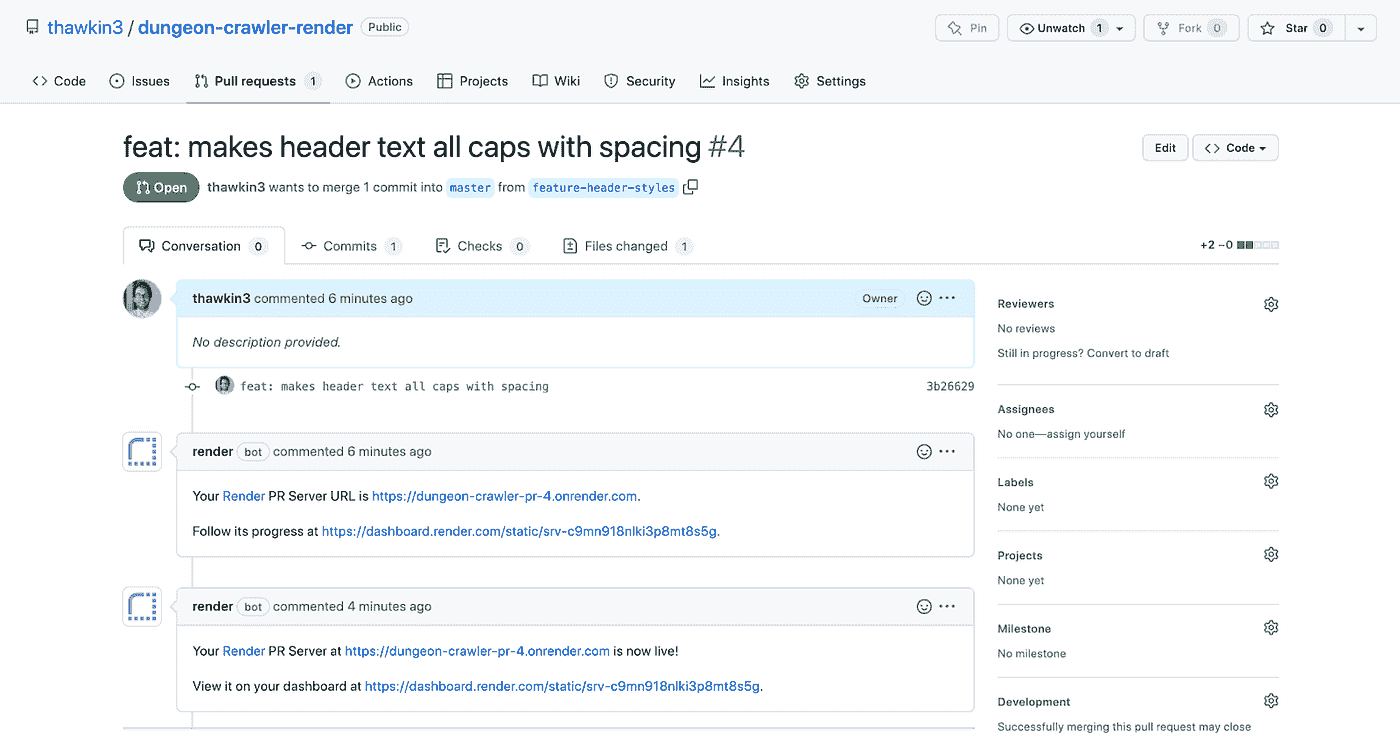 thawkin3 / dungeon-crawler-render Public
Pin Unwatch 1 Fork 0 Star 0
Code Issues Pull requests 1 Actions Projects Wiki Security Insights Settings
feat: makes header text all caps with spacing #4
Edit <> Code
Open thawkin3 wants to merge 1 commit into master from feature-header-styles
Conversation 0 Commits 1 Checks 0 Files changed 1
+2 −0
thawkin3 commented 6 minutes ago Owner
No description provided.
feat: makes header text all caps with spacing 3b26629
render bot commented 6 minutes ago
Your Render PR Server URL is https://dungeon-crawler-pr-4.onrender.com.
Follow its progress at https://dashboard.render.com/static/srv-c9mn918nlki3p8mt8s5g.
render bot commented 4 minutes ago
Your Render PR Server at https://dungeon-crawler-pr-4.onrender.com is now live!
View it on your dashboard at https://dashboard.render.com/static/srv-c9mn918nlki3p8mt8s5g.
Reviewers
No reviews
Still in progress? Convert to draft
Assignees
No one—assign yourself
Labels
None yet
Projects
None yet
Milestone
No milestone
Development
Successfully merging this pull request may close